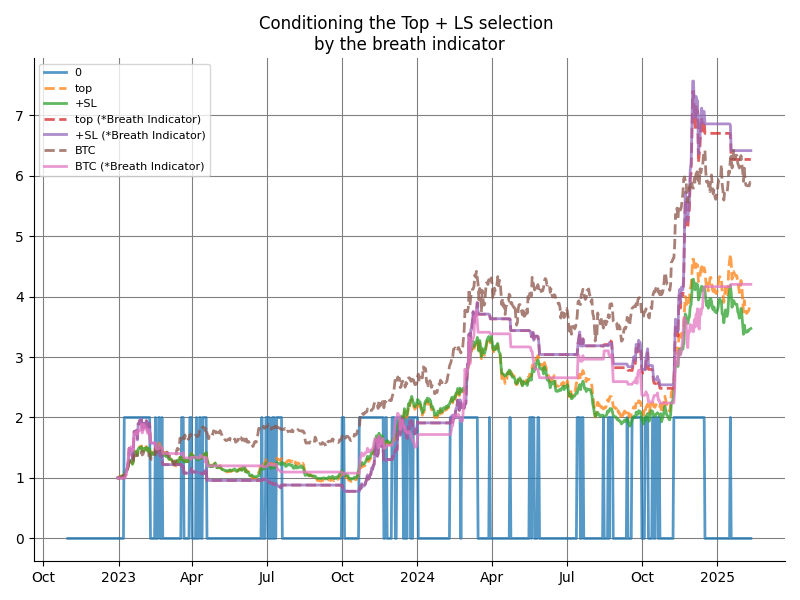 Conditioning the Top + LS selection
by the breath indicator
0
top
+SL
top (*Breath Indicator)
+SL (*Breath Indicator)
BTC
BTC (*Breath Indicator)
7
6
5
4
3
2
1
0
Oct
2023
Apr
Jul
Oct
2024
Apr
Jul
Oct
2025